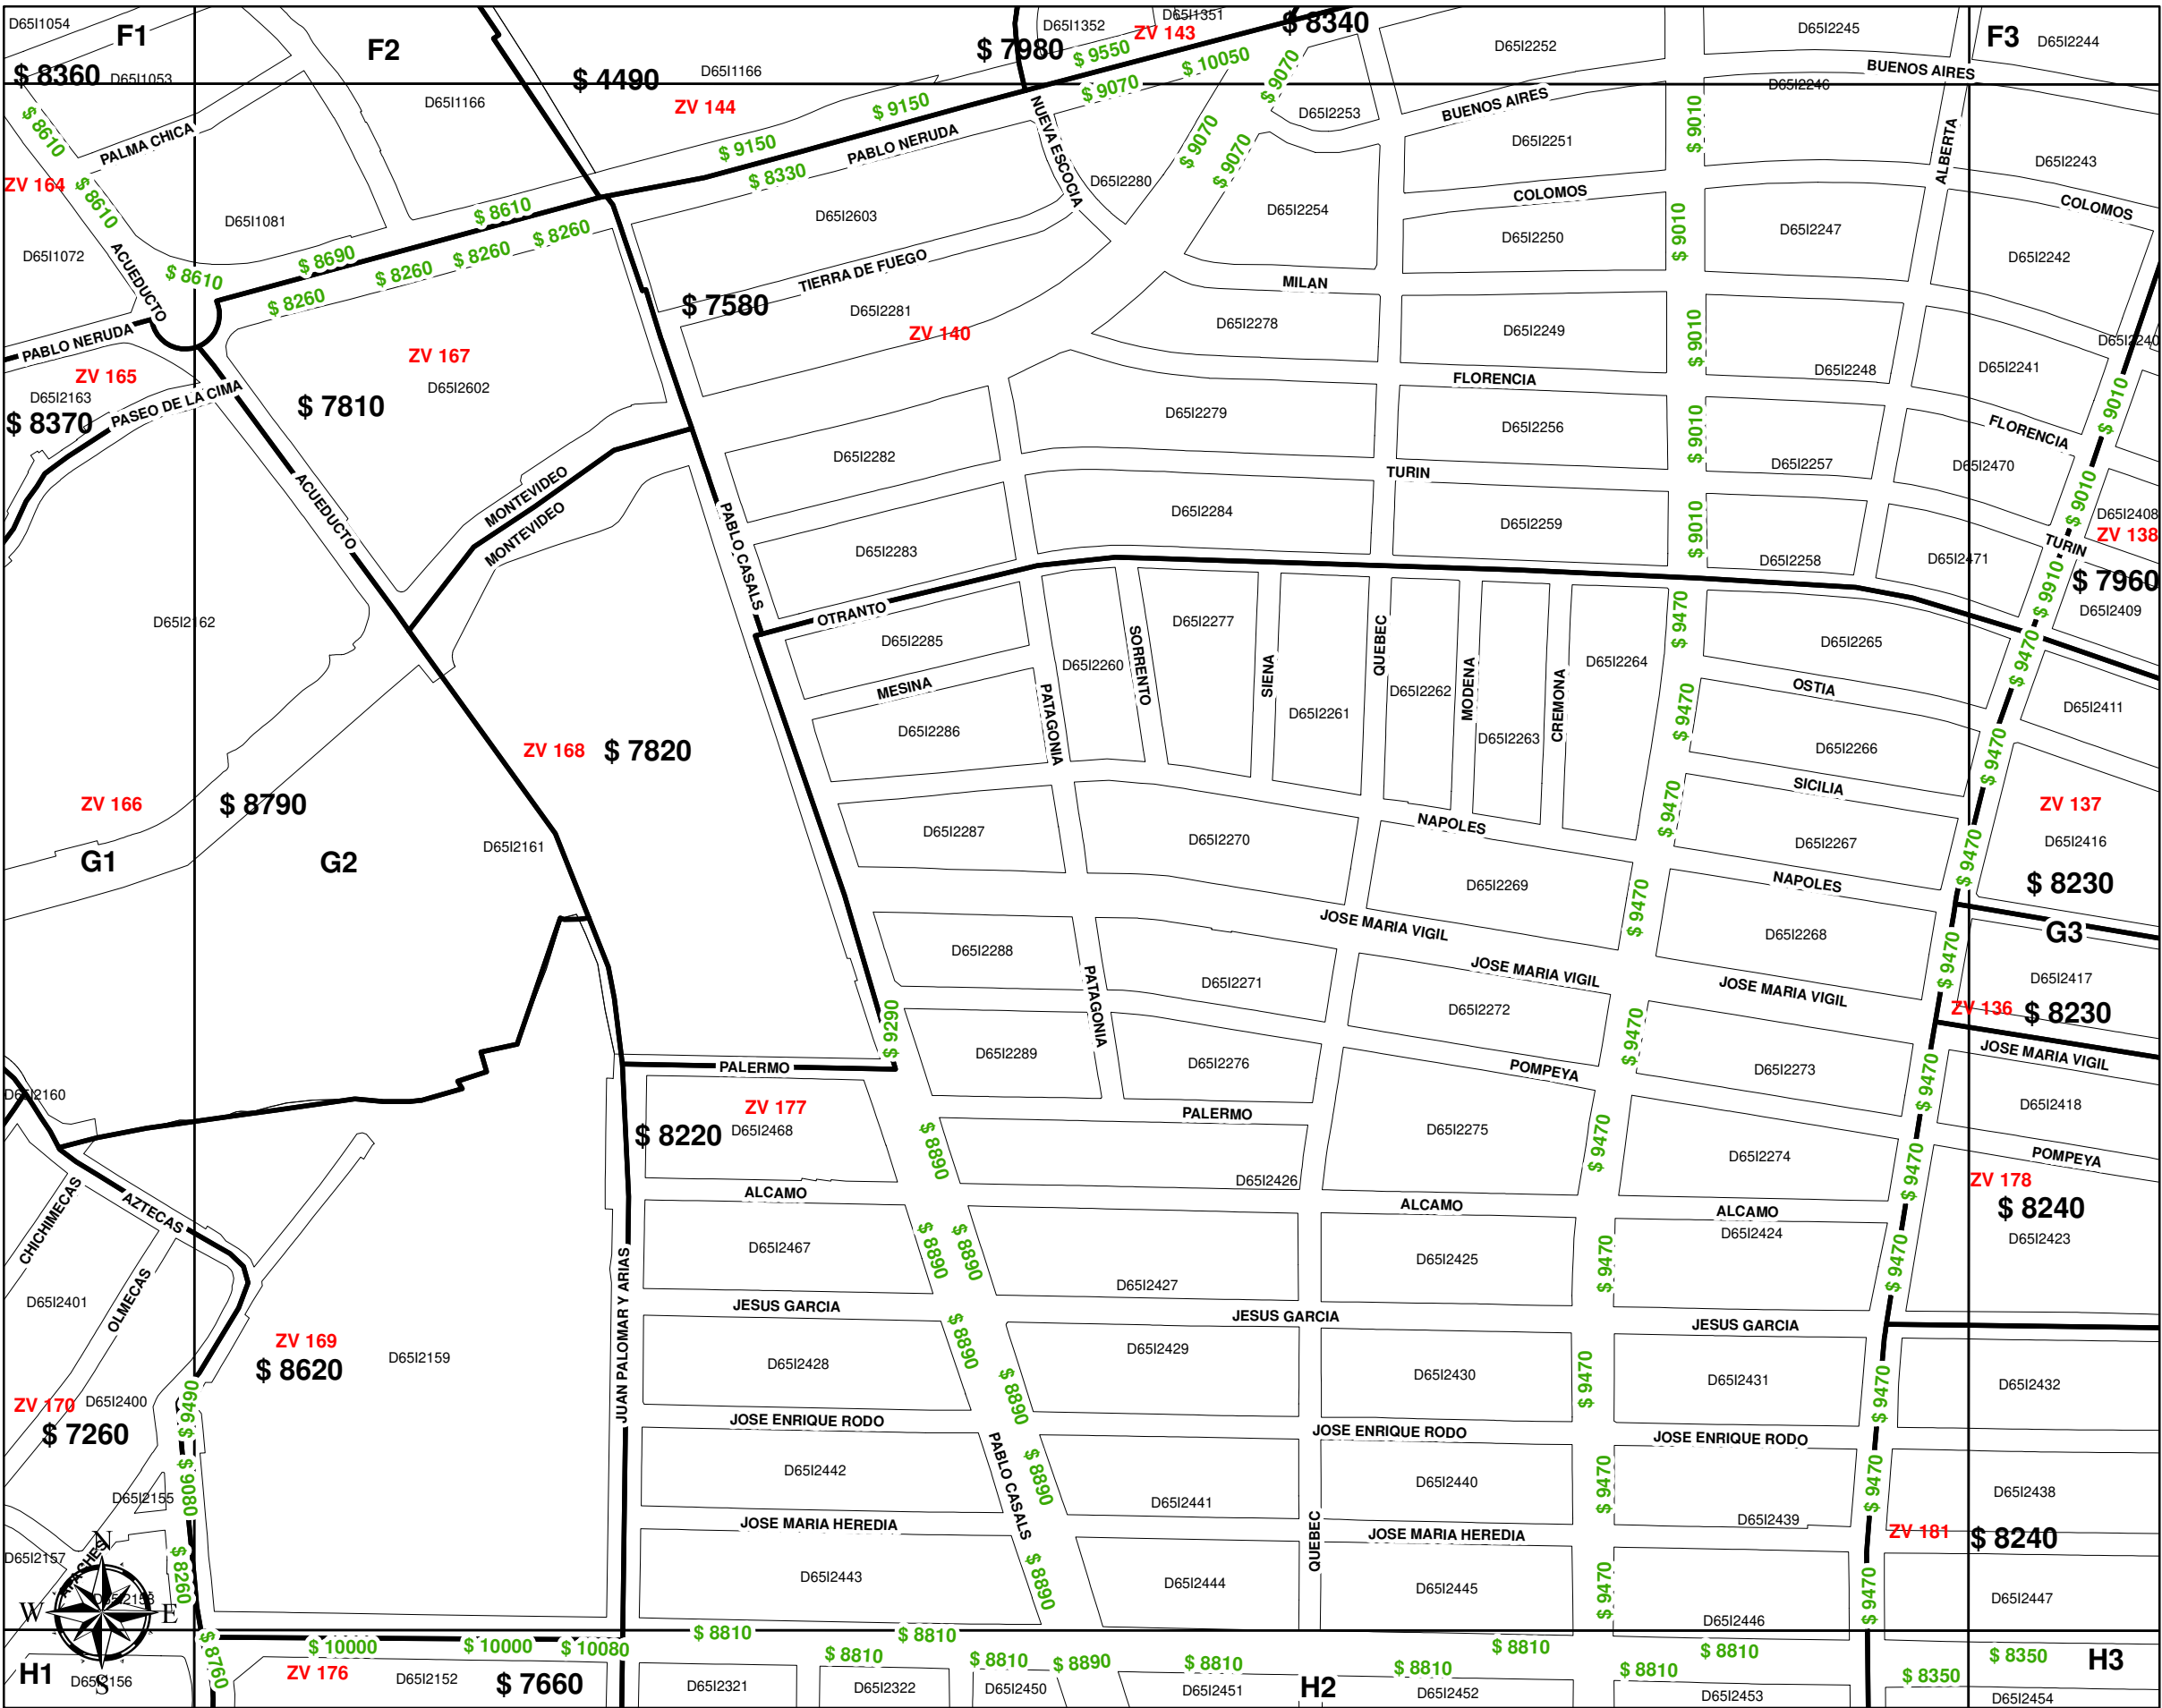 D65I1054
F1
F2
D65I1352
D65I1351
ZV 143
$ 8340
D65I2252
D65I2245
F3
D65I2244
$ 7980
$ 9550
$ 10050
$ 8360
D65I1053
$ 4490
D65I1166
D65I1166
ZV 144
$ 9150
$ 9070
$ 9070
BUENOS AIRES
BUENOS AIRES
D65I2246
D65I2253
$ 9010
$ 8610
PALMA CHICA
$ 9150
PABLO NERUDA
NUEVA ESCOCIA
$ 9070
$ 9070
D65I2251
ALBERTA
D65I2243
ZV 164
$ 8610
$ 8330
D65I2280
COLOMOS
COLOMOS
D65I1081
$ 8610
D65I2603
D65I2254
D65I2250
$ 9010
D65I2247
D65I1072
ACUEDUCTO
$ 8610
$ 8690
$ 8260
$ 8260
$ 8260
$ 8260
TIERRA DE FUEGO
MILAN
D65I2242
$ 7580
D65I2281
ZV 140
D65I2278
D65I2249
$ 9010
D65I2248
D65I2241
D65I2240
PABLO NERUDA
ZV 165
ZV 167
D65I2602
D65I2163
PASEO DE LA CIMA
$ 8370
$ 7810
FLORENCIA
FLORENCIA
$ 9010
D65I2279
D65I2256
$ 9010
D65I2282
TURIN
D65I2257
D65I2470
$ 9010
ACUEDUCTO
MONTEVIDEO
MONTEVIDEO
PABLO CASALS
D65I2284
D65I2259
$ 9010
D65I2408
ZV 138
D65I2283
D65I2258
D65I2471
TURIN
$ 7960
$ 9910
D65I2409
D65I2162
OTRANTO
D65I2285
D65I2277
$ 9470
D65I2265
$ 9470
D65I2260
SORRENTO
SIENA
QUEBEC
MODENA
CREMONA
D65I2264
MESINA
PATAGONIA
D65I2262
OSTIA
D65I2411
D65I2286
D65I2261
D65I2263
$ 9470
D65I2266
$ 9470
ZV 168
$ 7820
SICILIA
ZV 166
$ 8790
ZV 137
D65I2161
D65I2287
D65I2270
NAPOLES
$ 9470
D65I2267
$ 9470
D65I2416
G1
G2
D65I2269
NAPOLES
$ 8230
$ 9470
JOSE MARIA VIGIL
D65I2268
G3
D65I2288
JOSE MARIA VIGIL
JOSE MARIA VIGIL
$ 9470
D65I2417
D65I2271
PATAGONIA
D65I2272
ZV 136
$ 8230
$ 9290
D65I2289
D65I2276
$ 9470
JOSE MARIA VIGIL
PALERMO
POMPEYA
D65I2273
$ 9470
D65I2160
ZV 177
PALERMO
D65I2418
$ 8220
D65I2468
$ 8890
D65I2275
$ 9470
D65I2274
POMPEYA
$ 9470
D65I2426
ZV 178
CHICHIMECAS
AZTECAS
ALCAMO
ALCAMO
ALCAMO
$ 8240
D65I2467
$ 8890
$ 8890
D65I2425
$ 9470
D65I2424
D65I2423
$ 9470
D65I2427
D65I2401
OLMECAS
JUAN PALOMAR Y ARIAS
JESUS GARCIA
JESUS GARCIA
JESUS GARCIA
$ 8890
ZV 169
$ 8620
D65I2159
D65I2428
D65I2429
D65I2430
$ 9470
D65I2431
$ 9470
D65I2432
ZV 170
D65I2400
$ 7260
$ 9490
$ 8890
JOSE ENRIQUE RODO
JOSE ENRIQUE RODO
JOSE ENRIQUE RODO
D65I2442
PABLO CASALS
$ 8890
D65I2441
D65I2440
$ 9470
$ 9470
D65I2438
D65I2155
$ 9080
JOSE MARIA HEREDIA
QUEBEC
JOSE MARIA HEREDIA
D65I2439
ZV 181
$ 8240
N
D65I2157
APACHES
$ 8260
D65I2443
$ 8890
D65I2444
D65I2445
$ 9470
D65I2446
$ 9470
D65I2447
W
E
S
$ 8760
$ 10000
$ 10000
$ 10080
$ 8810
$ 8810
$ 8810
$ 8810
$ 8350
H1
D65I2156
ZV 176
D65I2152
$ 7660
D65I2321
$ 8810
D65I2322
$ 8810
D65I2450
$ 8890
$ 8810
D65I2451
H2
$ 8810
D65I2452
$ 8810
D65I2453
$ 8350
D65I2454
H3